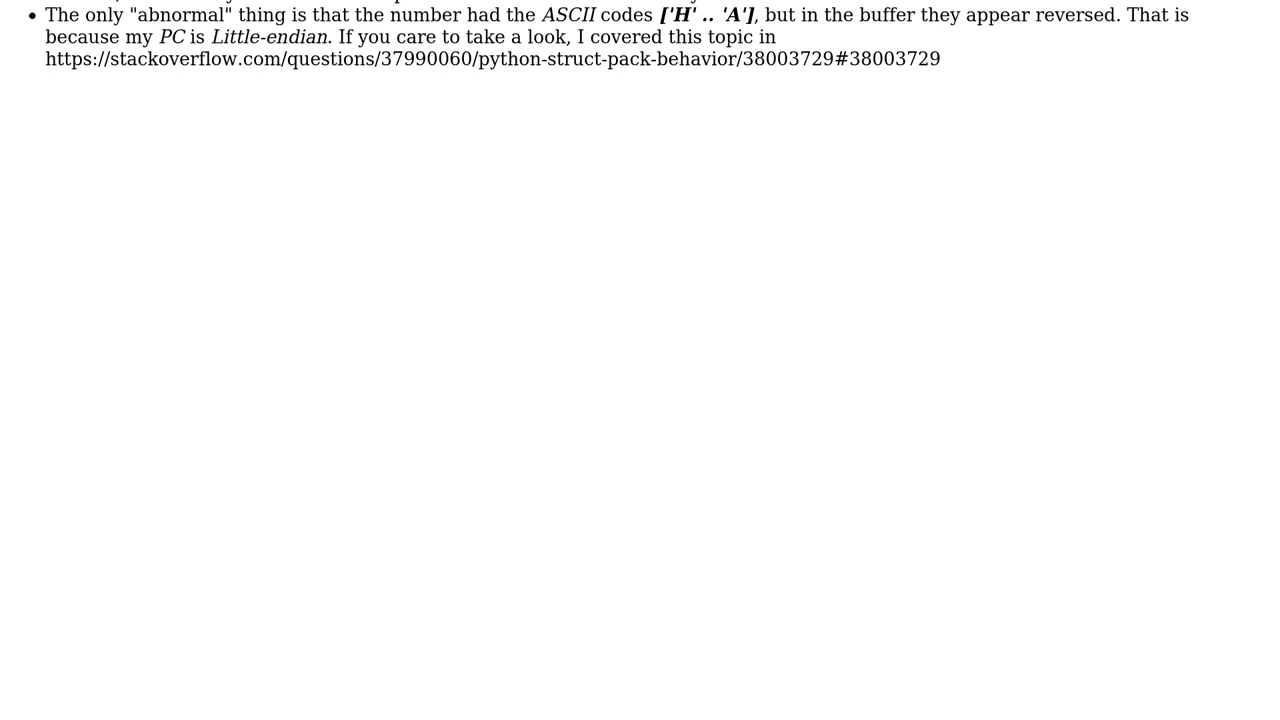 • The only "abnormal" thing is that the number had the ASCII codes ['H' .. 'A'], but in the buffer they appear reversed. That is
because my PC is Little-endian. If you care to take a look, I covered this topic in
https://stackoverflow.com/questions/37990060/python-struct-pack-behavior/38003729#38003729